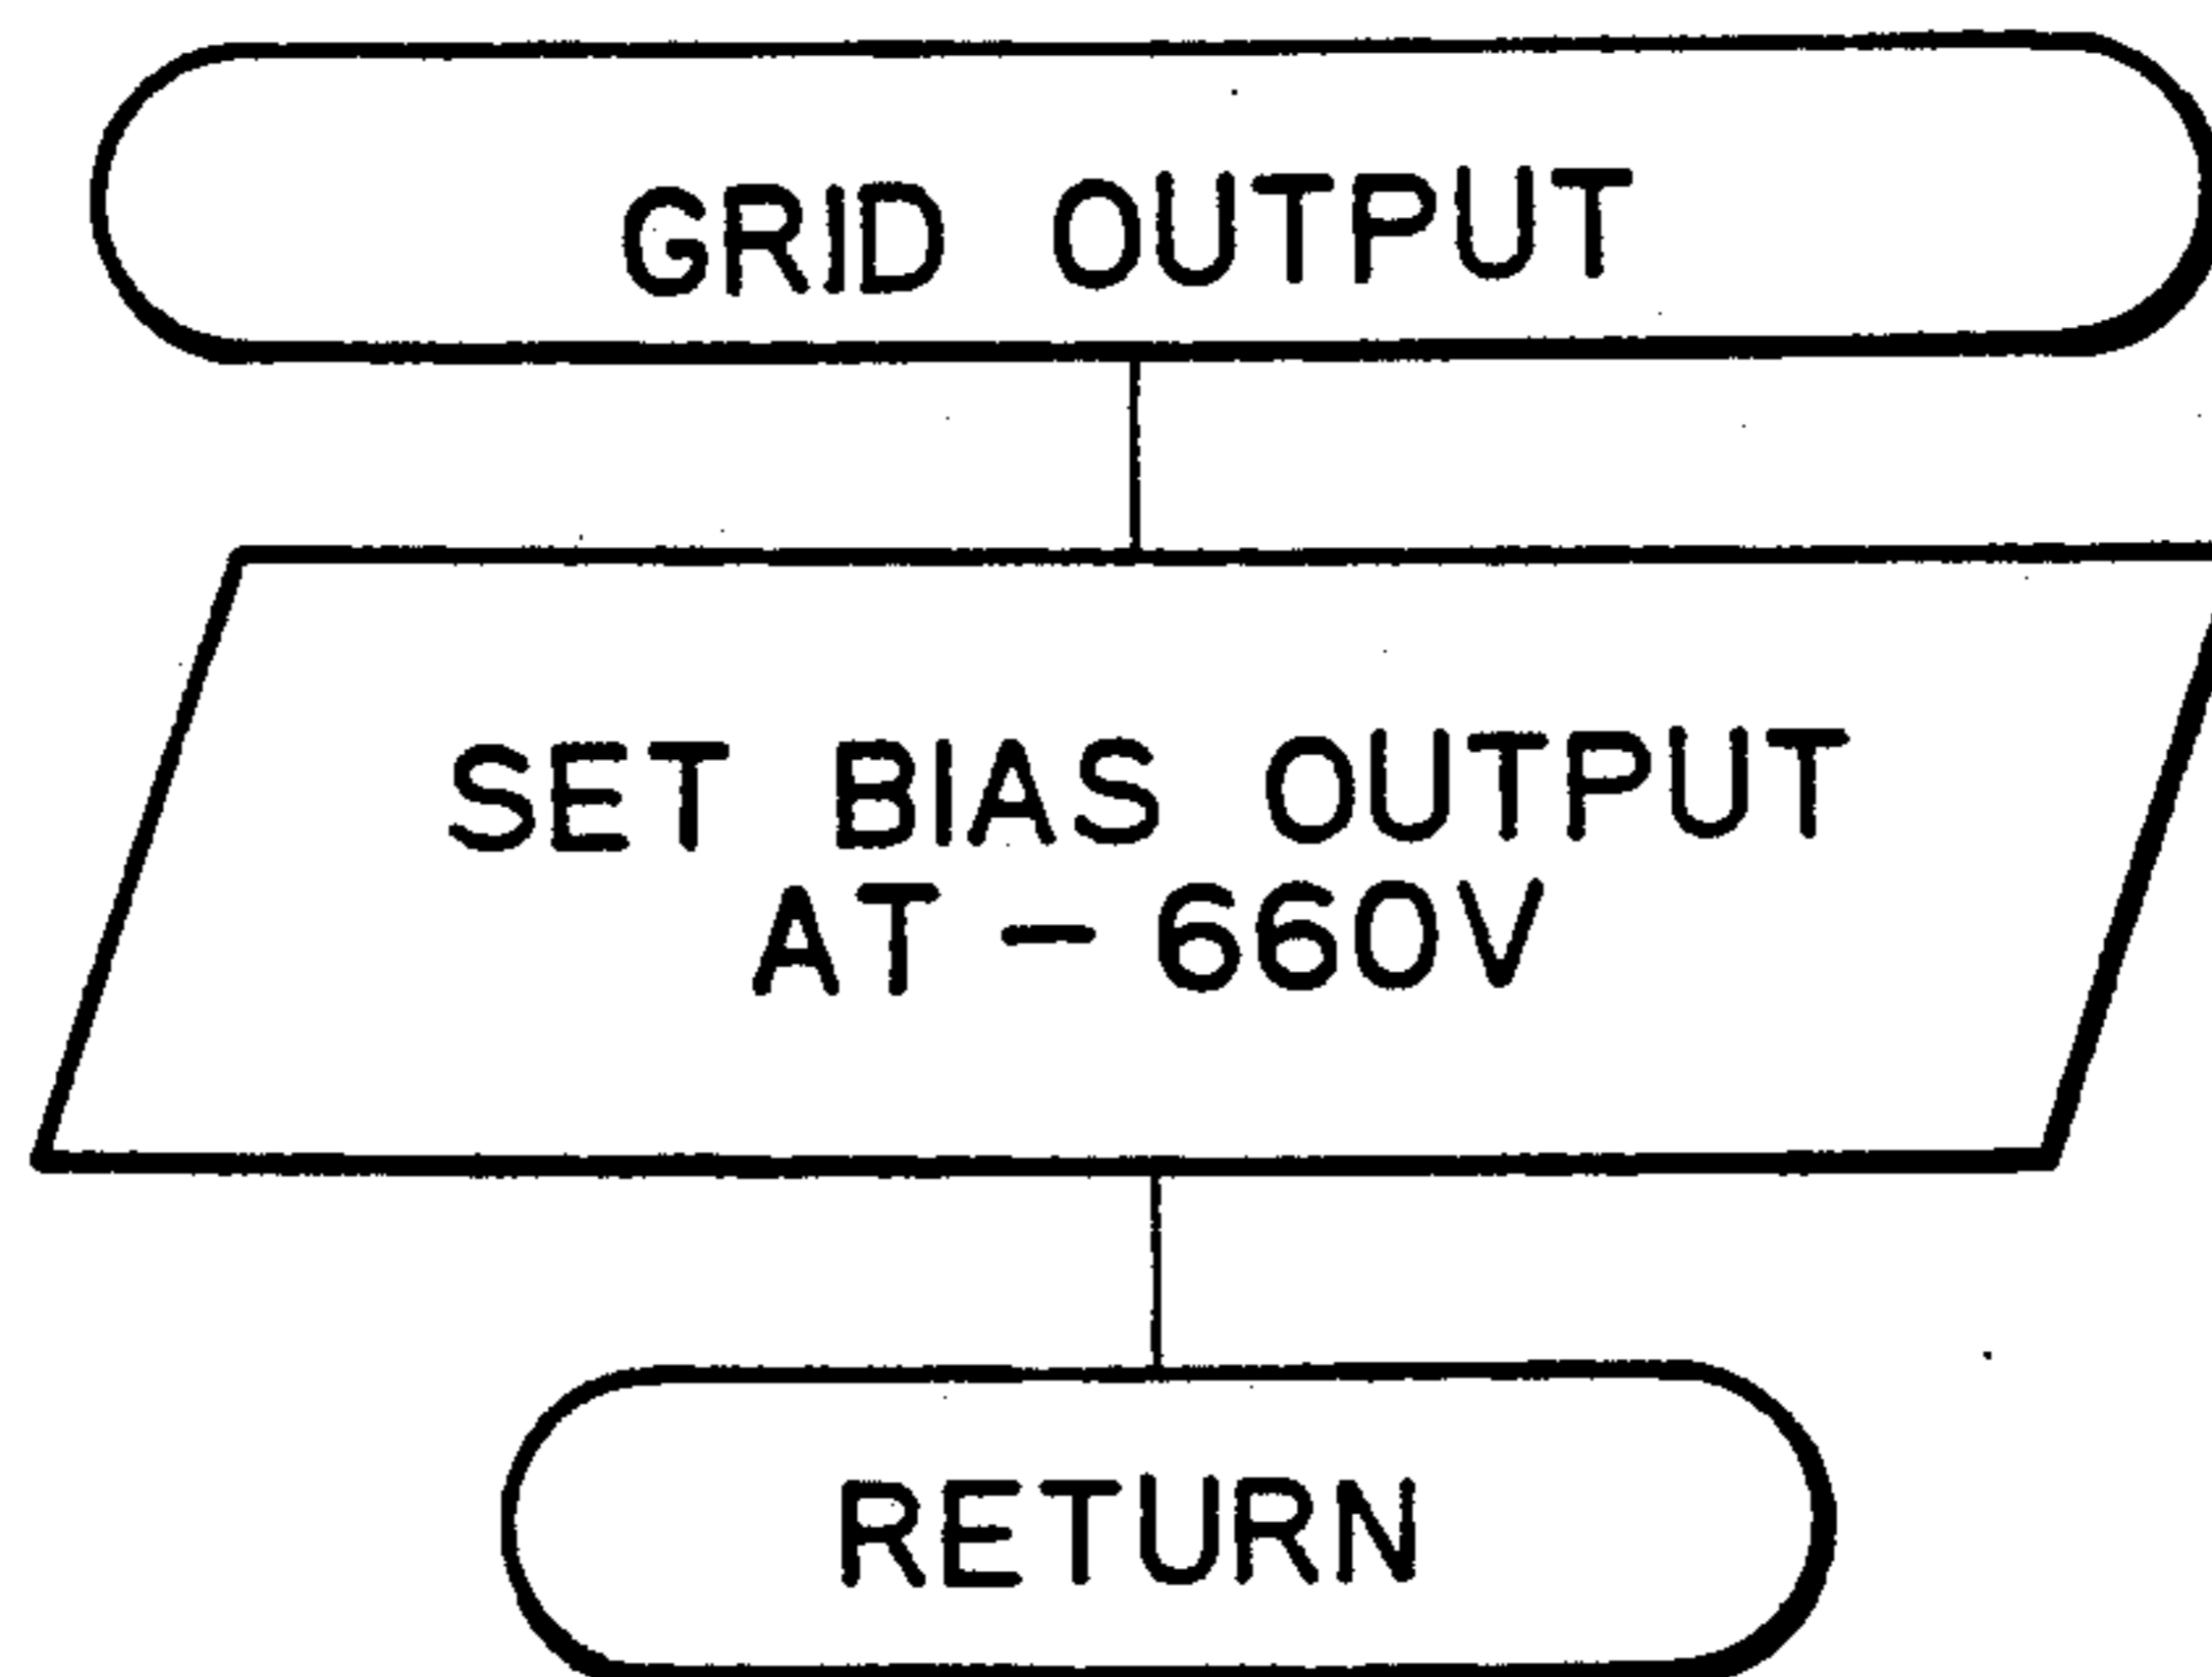 GRID OUTPUT
SET BIAS OUTPUT
AT - 660V
RETURN